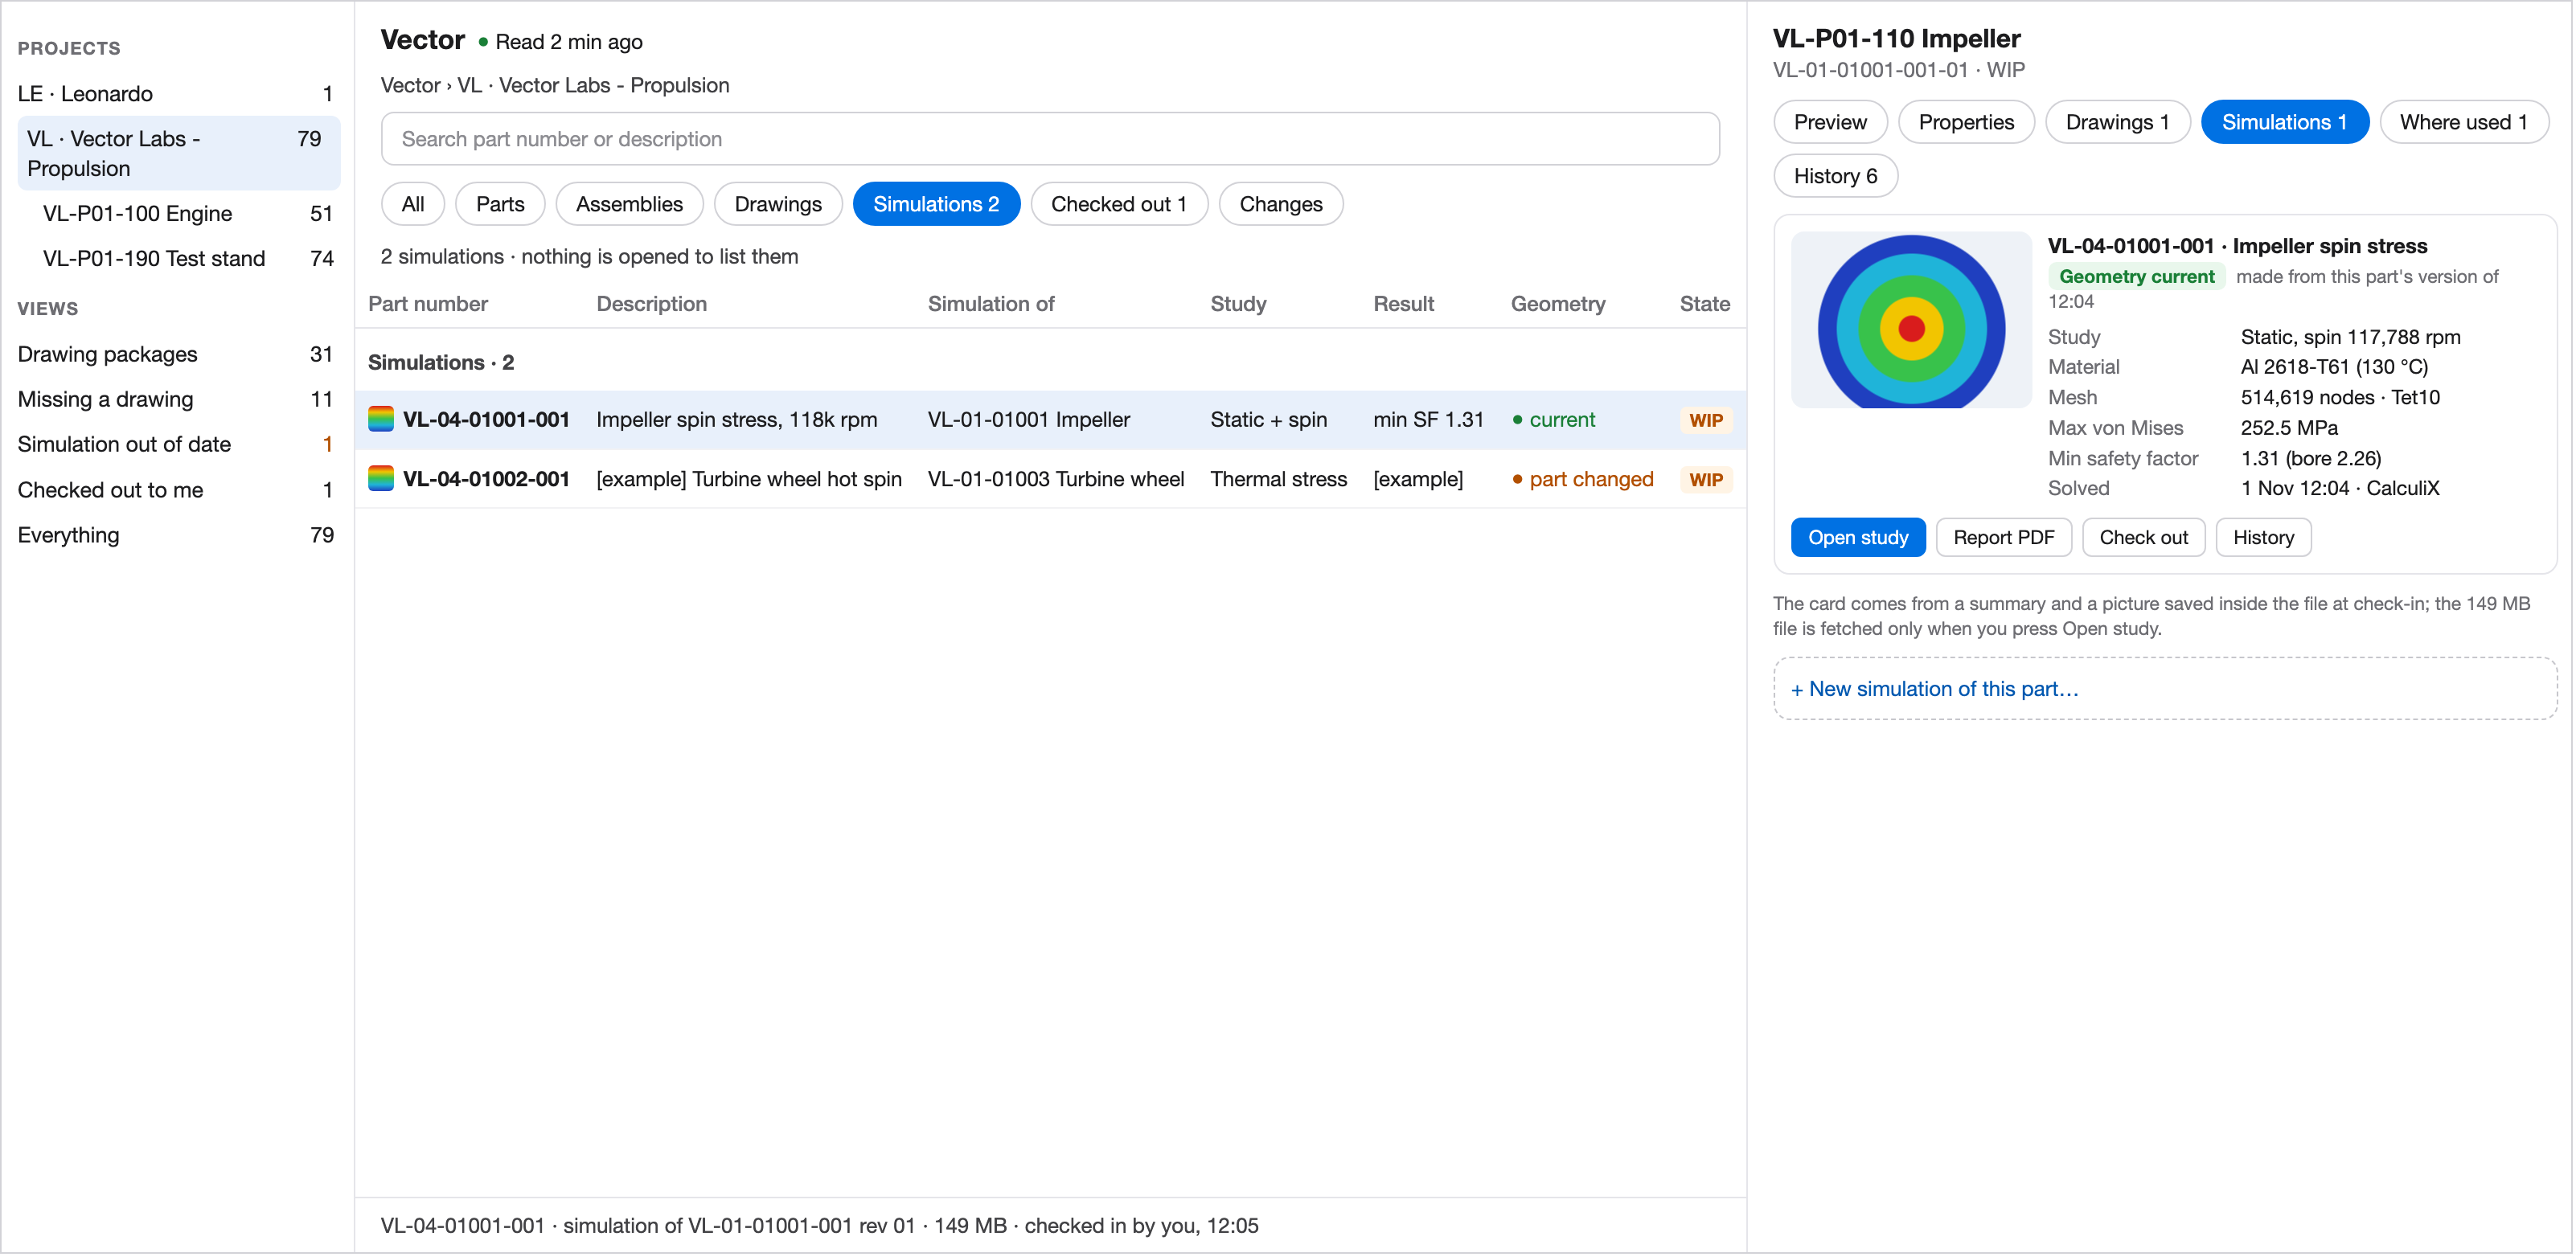 PROJECTS
LE · Leonardo 1
VL · Vector Labs - Propulsion 79
VL-P01-100 Engine 51
VL-P01-190 Test stand 74
VIEWS
Drawing packages 31
Missing a drawing 11
Simulation out of date 1
Checked out to me 1
Everything 79
Vector • Read 2 min ago
Vector › VL · Vector Labs - Propulsion
Search part number or description
All Parts Assemblies Drawings Simulations 2 Checked out 1 Changes
2 simulations · nothing is opened to list them
Part number Description Simulation of Study Result Geometry State
Simulations · 2
VL-04-01001-001 Impeller spin stress, 118k rpm VL-01-01001 Impeller Static + spin min SF 1.31 • current WIP
VL-04-01002-001 [example] Turbine wheel hot spin VL-01-01003 Turbine wheel Thermal stress [example] • part changed WIP
VL-04-01001-001 · simulation of VL-01-01001-001 rev 01 · 149 MB · checked in by you, 12:05
VL-P01-110 Impeller
VL-01-01001-001-01 · WIP
Preview Properties Drawings 1 Simulations 1 Where used 1
History 6
VL-04-01001-001 · Impeller spin stress
Geometry current made from this part's version of
12:04
Study Static, spin 117,788 rpm
Material Al 2618-T61 (130 °C)
Mesh 514,619 nodes · Tet10
Max von Mises 252.5 MPa
Min safety factor 1.31 (bore 2.26)
Solved 1 Nov 12:04 · CalculiX
Open study Report PDF Check out History
The card comes from a summary and a picture saved inside the file at check-in; the 149 MB
file is fetched only when you press Open study.
+ New simulation of this part…